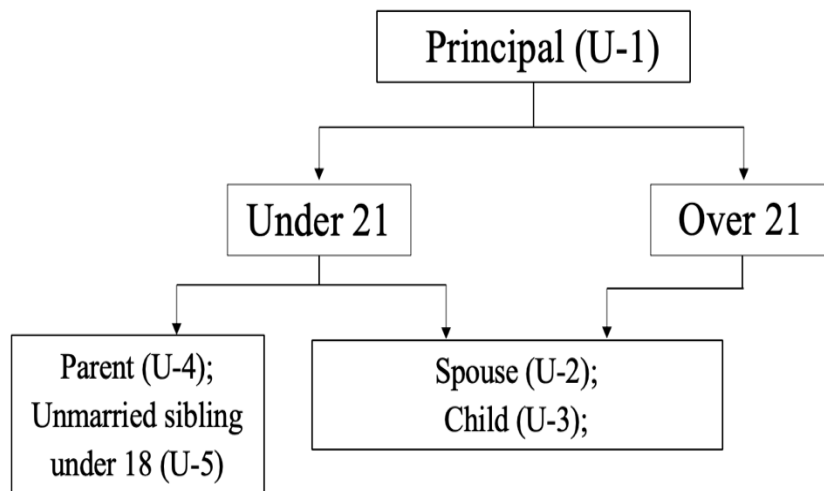 Principal (U-1)
Under 21
Over 21
Parent (U-4);
Unmarried sibling
under 18 (U-5)
Spouse (U-2);
Child (U-3);